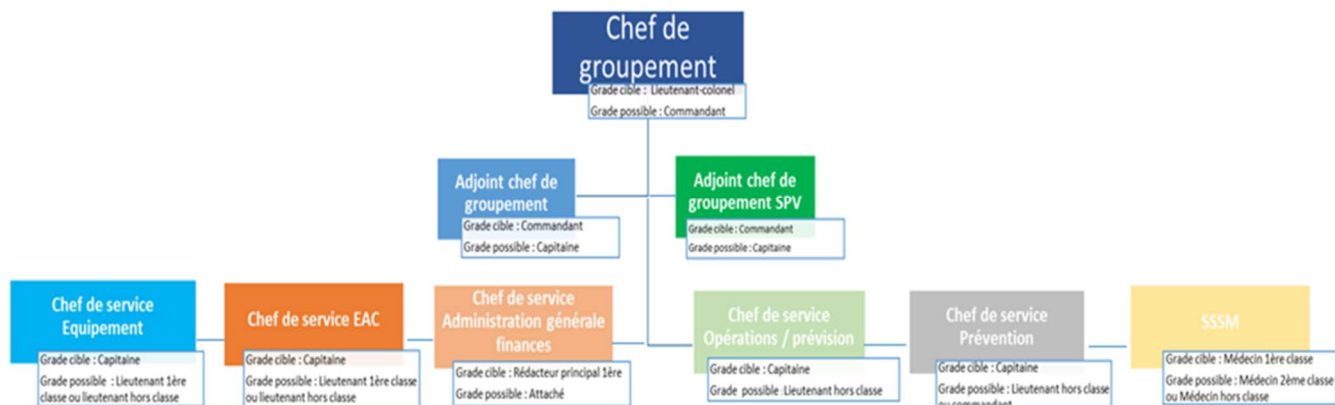 Chef de
groupement
Grade cible : Lieutenant-colonel
Grade possible : Commandant
Adjoint chef de
groupement
Grade cible : Commandant
Grade possible : Capitaine
Adjoint chef de
groupement SPV
Grade cible : Commandant
Grade possible : Capitaine
Chef de service
Equipement
Grade cible : Capitaine
Grade possible : Lieutenant 1ère
classe ou lieutenant hors classe
Chef de service EAC
Grade cible : Capitaine
Grade possible : Lieutenant 1ère classe
ou lieutenant hors classe
Chef de service
Administration générale
finances
Grade cible : Rédacteur principal 1ère
Grade possible : Attaché
Chef de service
Opérations / prévision
Grade cible : Capitaine
Grade possible : Lieutenant hors classe
Chef de service
Prévention
Grade cible : Capitaine
Grade possible : Lieutenant hors classe
ou commandant
SSSM
Grade cible : Médecin 1ère classe
Grade possible : Médecin 2ème classe
ou Médecin hors classe